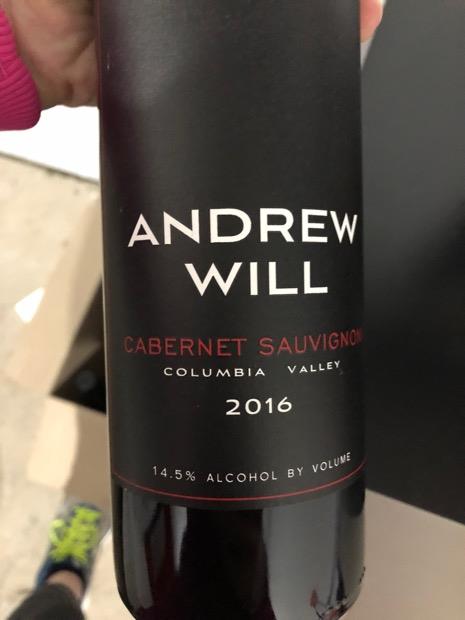 ANDREW
WILL
CABERNET SAUVIGNON
COLUMBIA VALLEY
2016
14.5% ALCOHOL BY VOLUME